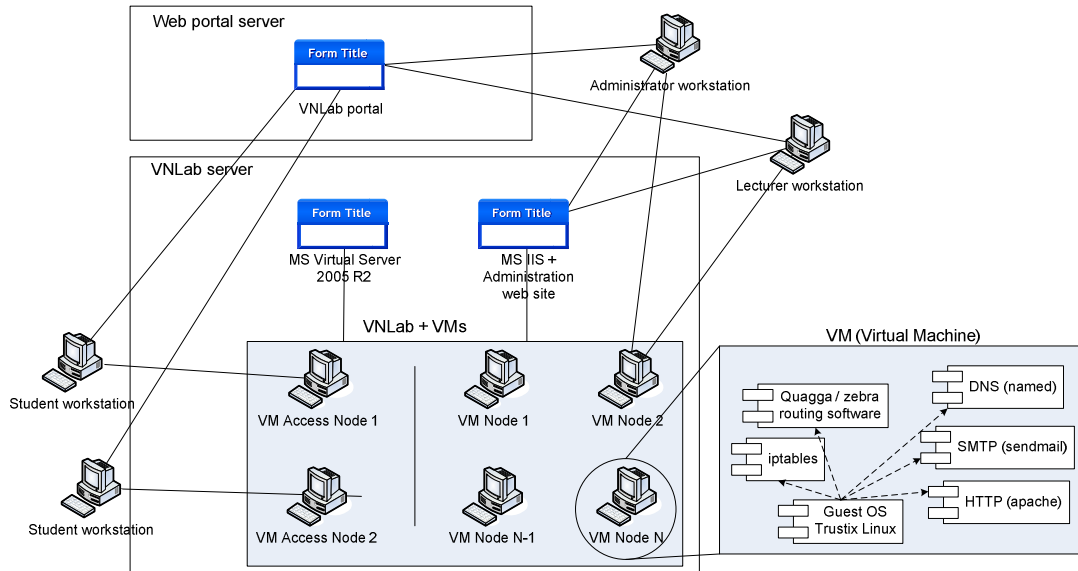 Web portal server
Form Title
VNLab portal
Administrator workstation
Lecturer workstation
VNLab server
Form Title
MS Virtual Server
2005 R2
Form Title
MS IIS +
Administration
web site
VNLab + VMs
Student workstation
Student workstation
VM Access Node 1
VM Node 1
VM Node 2
VM Access Node 2
VM Node N-1
VM Node N
VM (Virtual Machine)
Quagga / zebra
routing software
DNS (named)
iptables
SMTP (sendmail)
HTTP (apache)
Guest OS
Trustix Linux